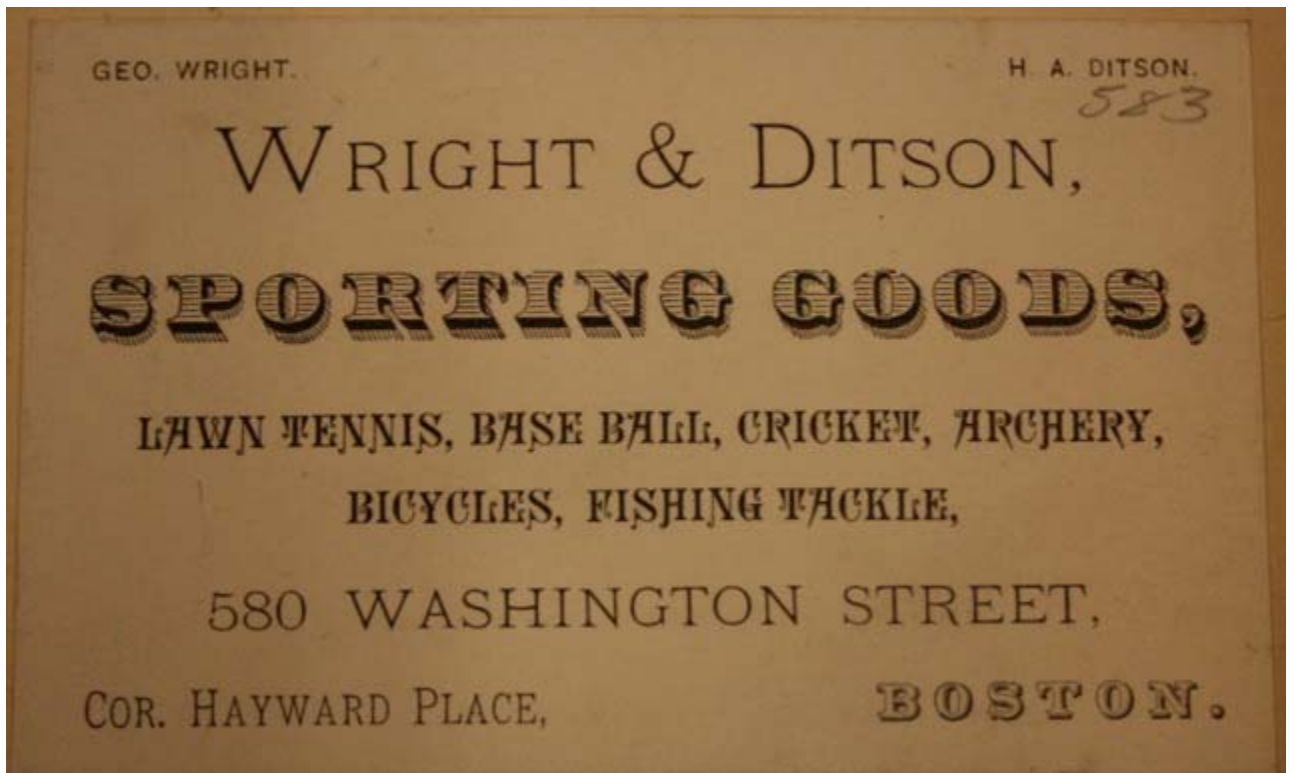 GEO. WRIGHT. H. A. DITSON.
583
WRIGHT & DITSON,
SPORTING GOODS,
LAWN TENNIS, BASE BALL, CRICKET, ARCHERY,
BICYCLES, FISHING TACKLE,
580 WASHINGTON STREET,
COR. HAYWARD PLACE, BOSTON.